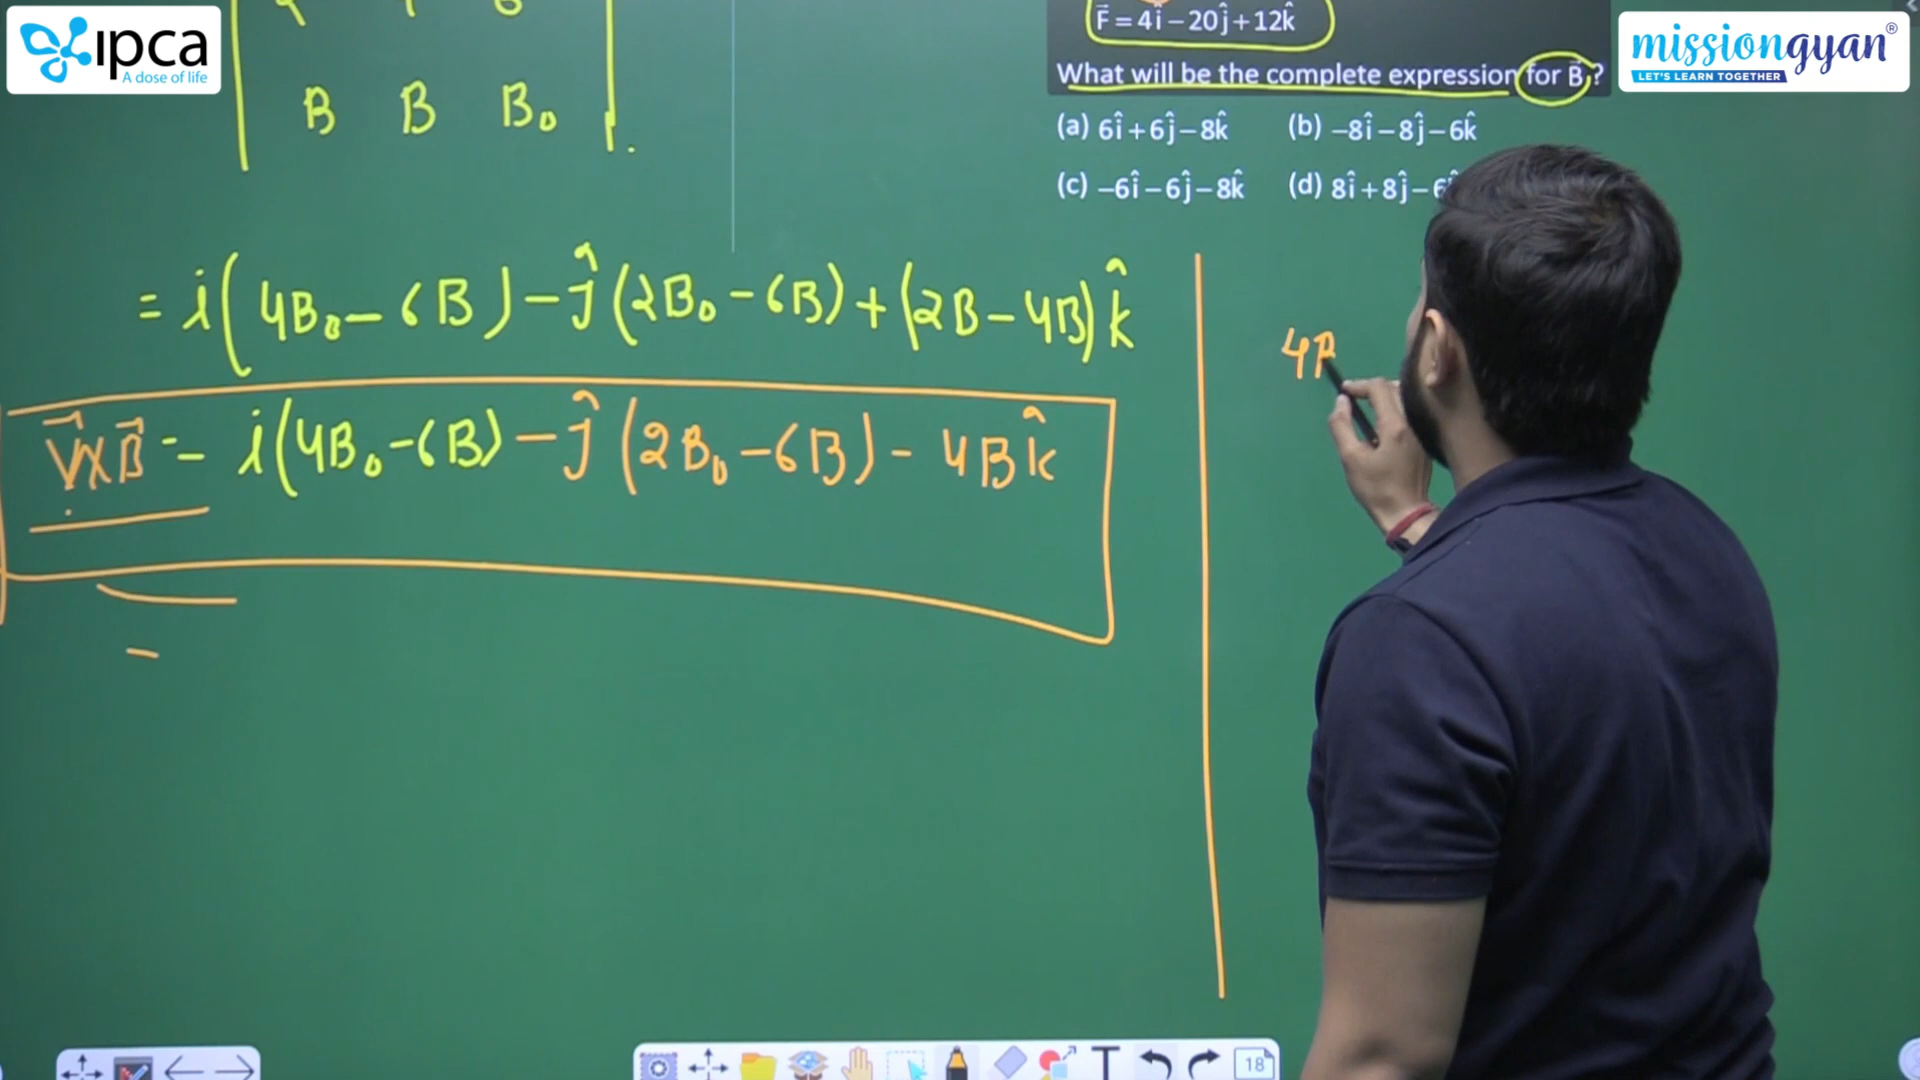 ipca
A dose of life
F⃗ = 4î − 20ĵ + 12k̂
missiongyan®
LET'S LEARN TOGETHER
What will be the complete expression for B⃗ ?
(a) 6î + 6ĵ − 8k̂ (b) −8î − 8ĵ − 6k̂
(c) −6î − 6ĵ − 8k̂ (d) 8î + 8ĵ − 6
B B B₀
= i(4B₀ − 6B) − ĵ(2B₀ − 6B) + (2B − 4B)k̂
V⃗×B⃗ = i(4B₀ − 6B) − ĵ(2B₀ − 6B) − 4Bk̂
4B
T 18